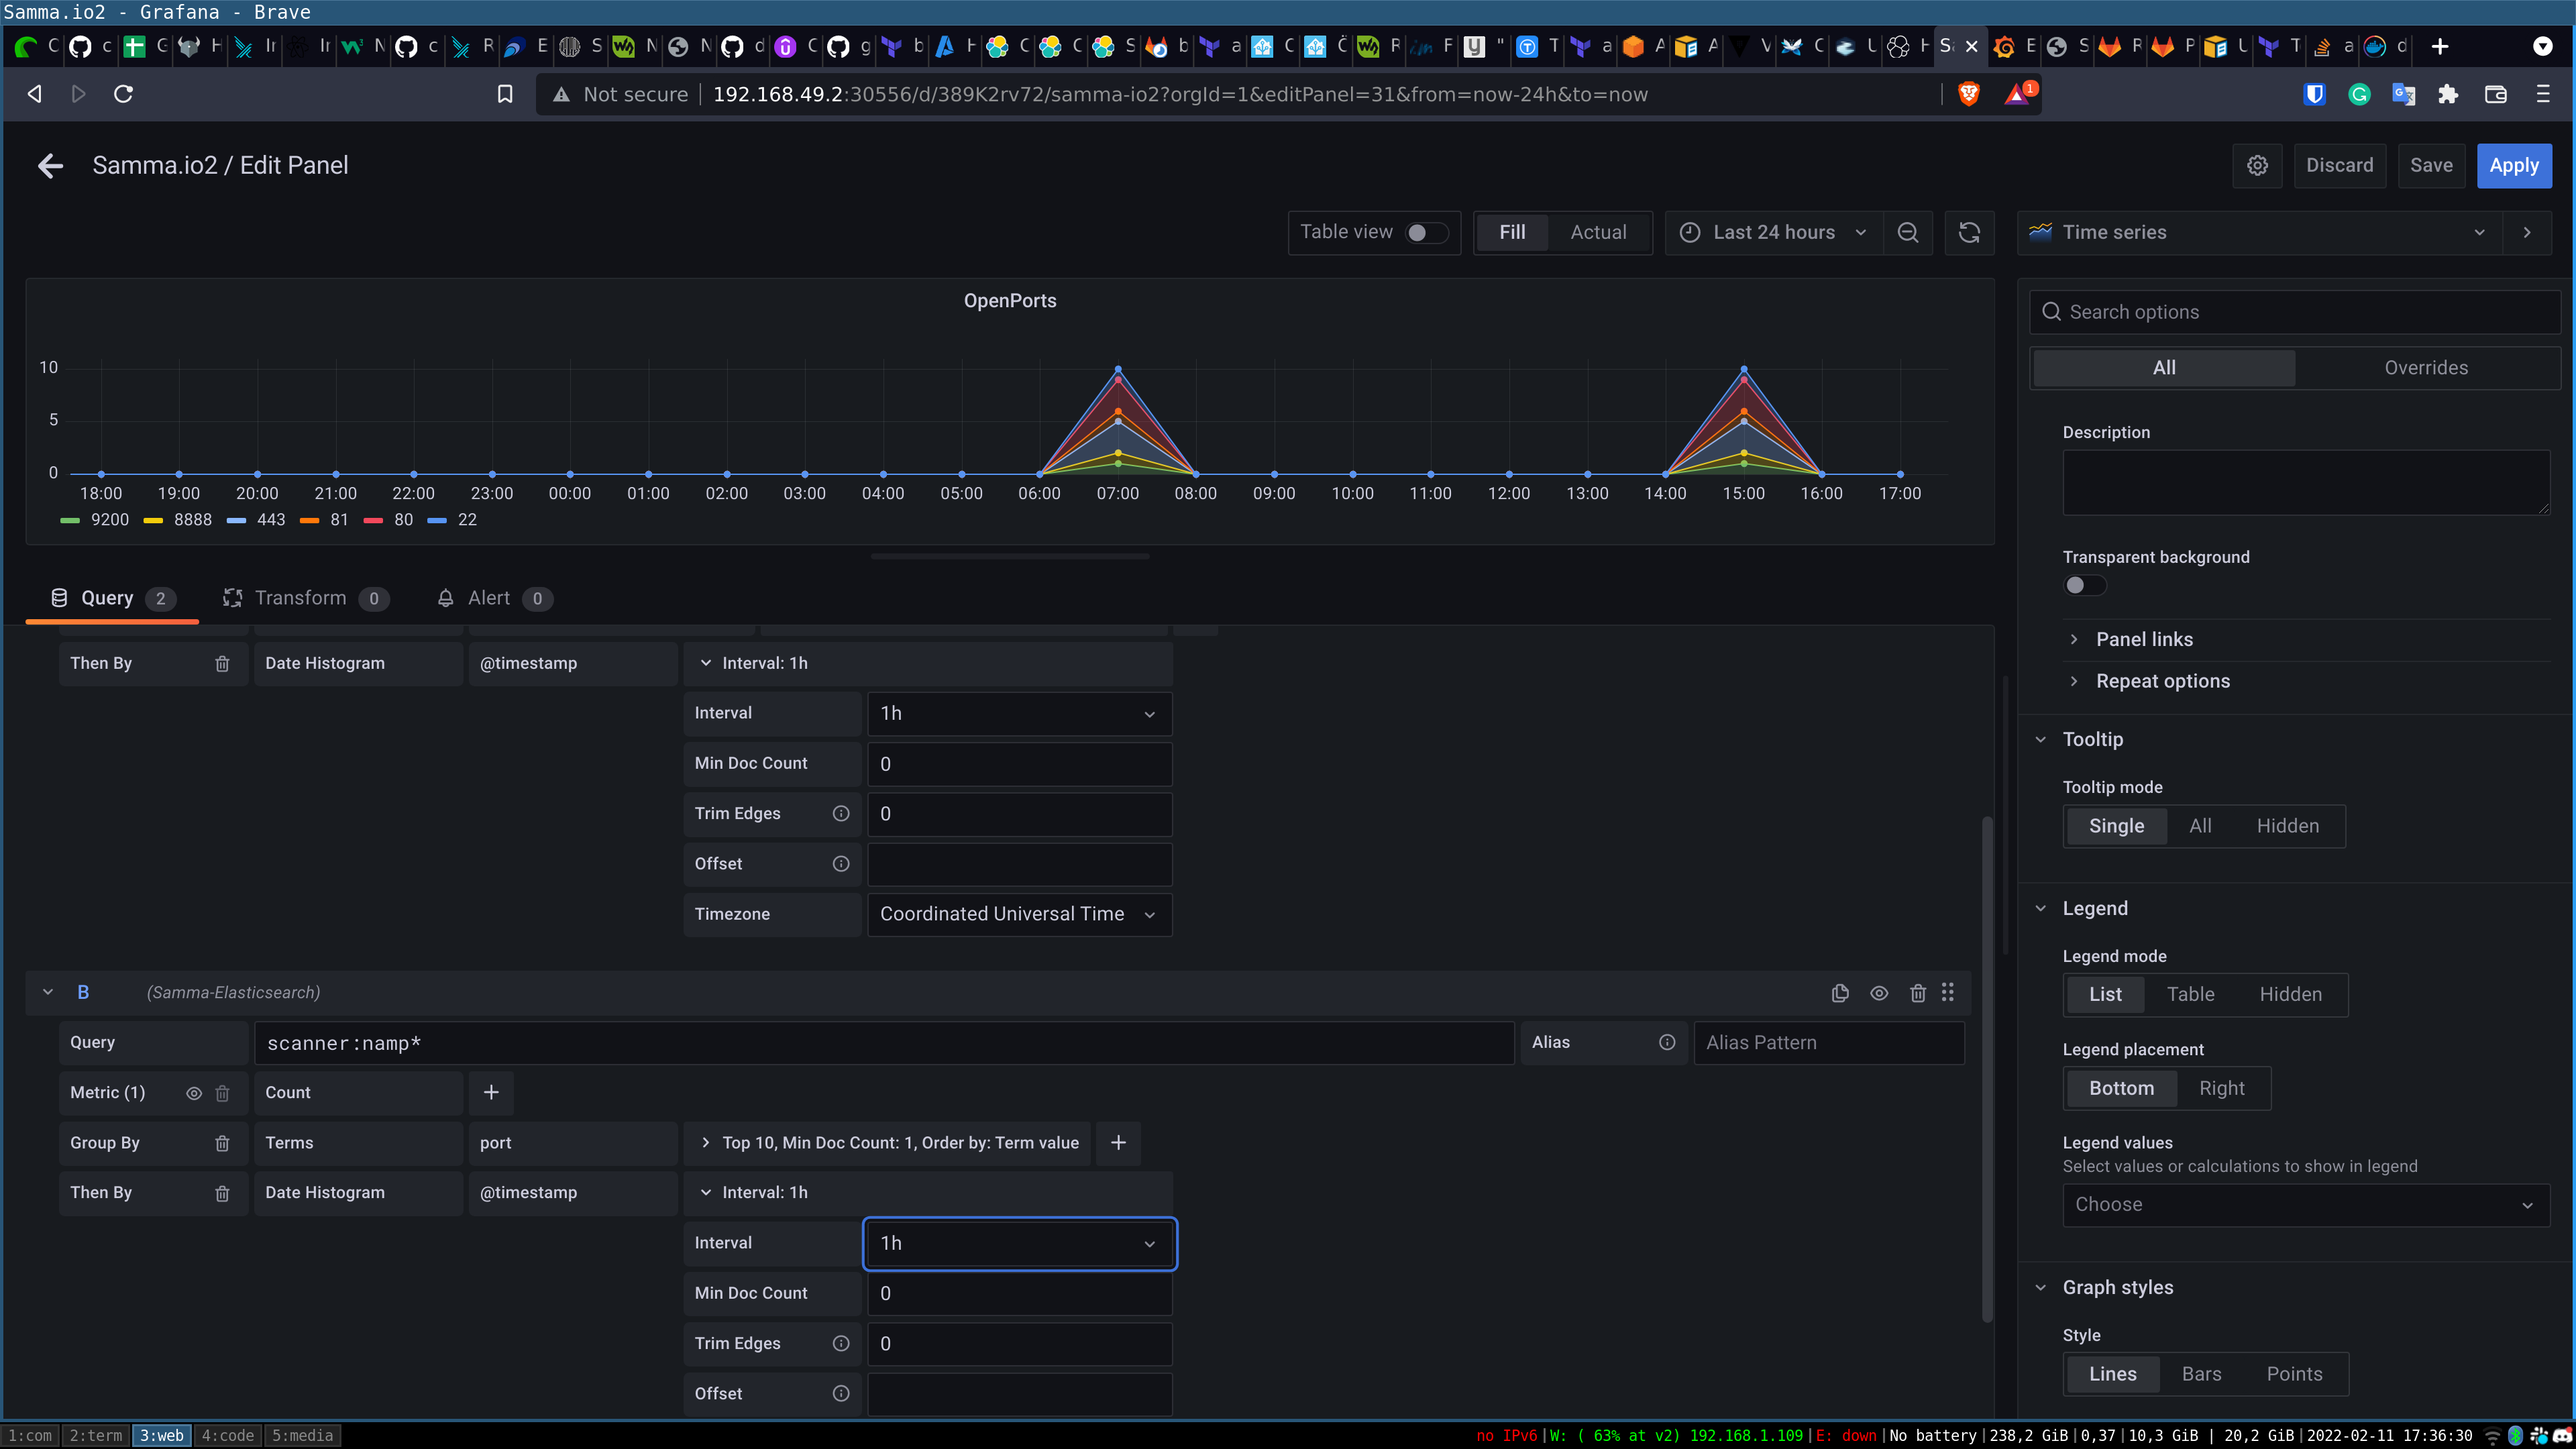 Samma.io2 - Grafana - Brave
Not secure | 192.168.49.2:30556/d/389K2rv72/samma-io2?orgId=1&editPanel=31&from=now-24h&to=now
1
Samma.io2 / Edit Panel
Discard Save Apply
Table view Fill Actual Last 24 hours Time series
OpenPorts
10
5
0
18:00 19:00 20:00 21:00 22:00 23:00 00:00 01:00 02:00 03:00 04:00 05:00 06:00 07:00 08:00 09:00 10:00 11:00 12:00 13:00 14:00 15:00 16:00 17:00
9200 8888 443 81 80 22
Query 2 Transform 0 Alert 0
Then By Date Histogram @timestamp Interval: 1h
Interval 1h
Min Doc Count 0
Trim Edges 0
Offset
Timezone Coordinated Universal Time
B (Samma-Elasticsearch)
Query scanner:namp* Alias Alias Pattern
Metric (1) Count +
Group By Terms port Top 10, Min Doc Count: 1, Order by: Term value +
Then By Date Histogram @timestamp Interval: 1h
Interval 1h
Min Doc Count 0
Trim Edges 0
Offset
Search options
All Overrides
Description
Transparent background
Panel links
Repeat options
Tooltip
Tooltip mode
Single All Hidden
Legend
Legend mode
List Table Hidden
Legend placement
Bottom Right
Legend values
Select values or calculations to show in legend
Choose
Graph styles
Style
Lines Bars Points
1:com 2:term 3:web 4:code 5:media
no IPv6|W: ( 63% at v2) 192.168.1.109|E: down|No battery|238,2 GiB|0,37|10,3 GiB | 20,2 GiB|2022-02-11 17:36:30